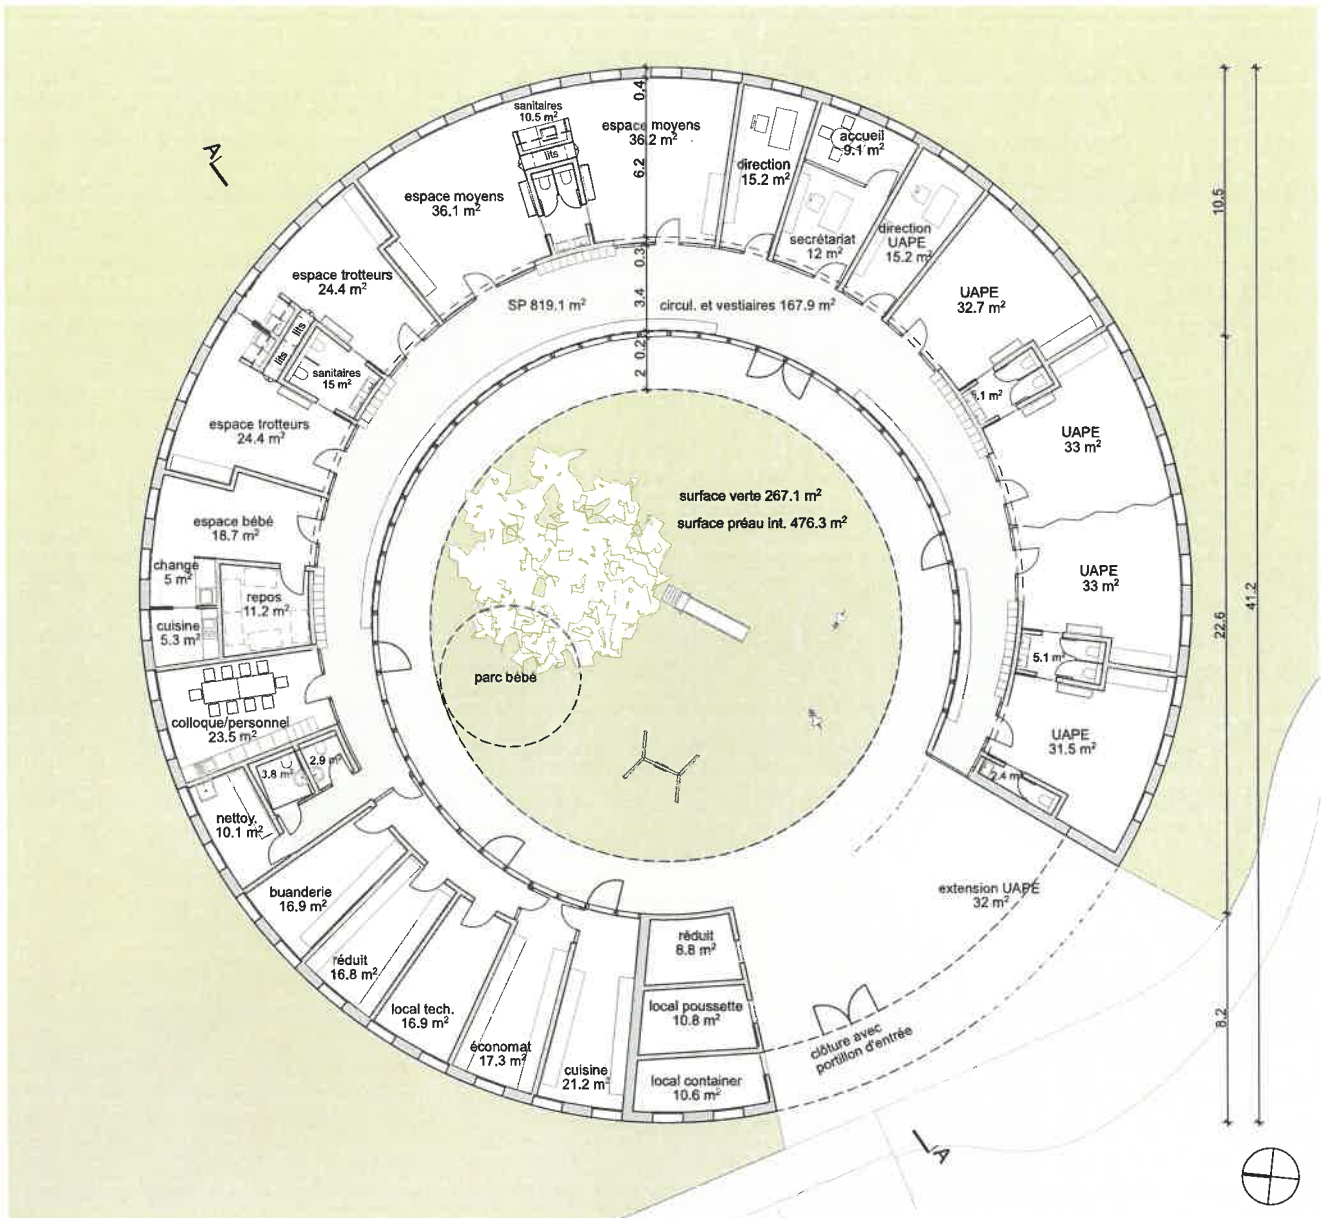 sanitaires
10.5 m²
lits
espace moyens
36.2 m²
espace moyens
36.1 m²
direction
15.2 m²
accueil
9.1 m²
secrétariat
12 m²
direction
UAPE
15.2 m²
UAPE
32.7 m²
.1 m²
UAPE
33 m²
UAPE
33 m²
5.1 m²
UAPE
31.5 m²
2.4 m²
extension UAPE
32 m²
clôture avec
portillon d'entrée
espace trotteurs
24.4 m²
lits
lits
sanitaires
15 m²
espace trotteurs
24.4 m²
espace bébé
18.7 m²
change
5 m²
repos
11.2 m²
cuisine
5.3 m²
colloque/personnel
23.5 m²
3.8 m²
2.9 m²
nettoy.
10.1 m²
buanderie
16.9 m²
réduit
16.8 m²
local tech.
16.9 m²
économat
17.3 m²
cuisine
21.2 m²
réduit
8.8 m²
local poussette
10.8 m²
local container
10.6 m²
SP 819.1 m²
circul. et vestiaires 167.9 m²
surface verte 267.1 m²
surface préau int. 476.3 m²
parc bébé
0.4
6.2
0.3
3.4
0.2
2
10.5
22.6
8.2
41.2
A
A